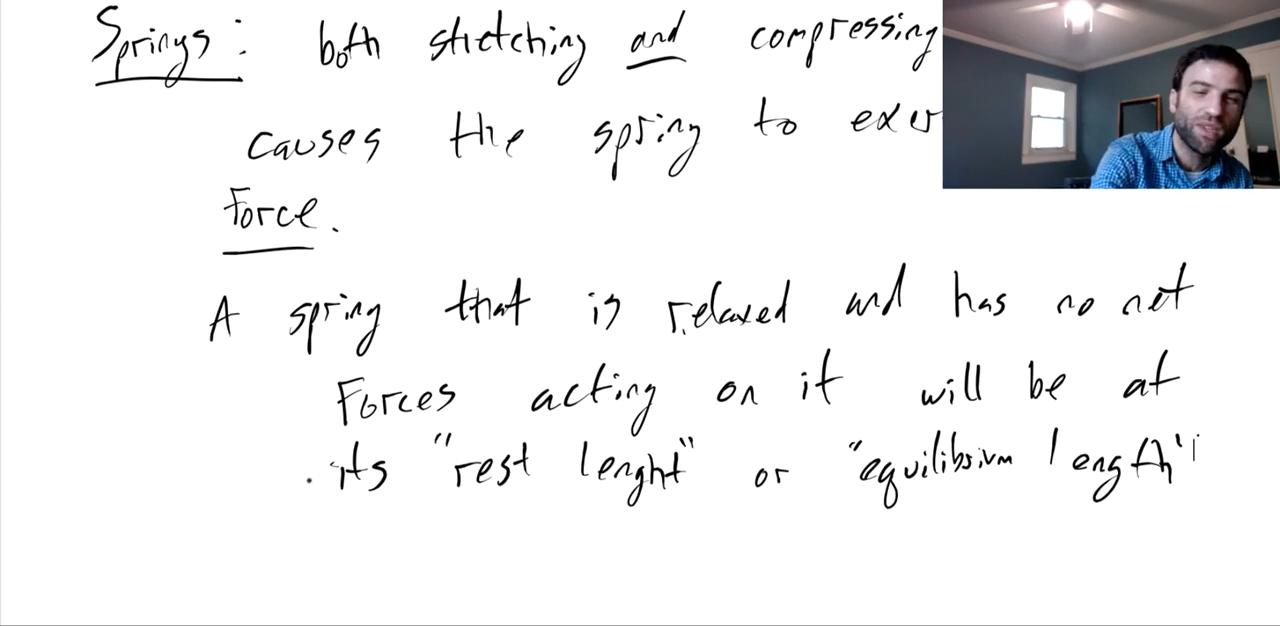 Springs: both stretching and compressing
causes the spring to exer
Force.
A spring that is relaxed and has no net
Forces acting on it will be at
its "rest lenght" or "equilibrium length"